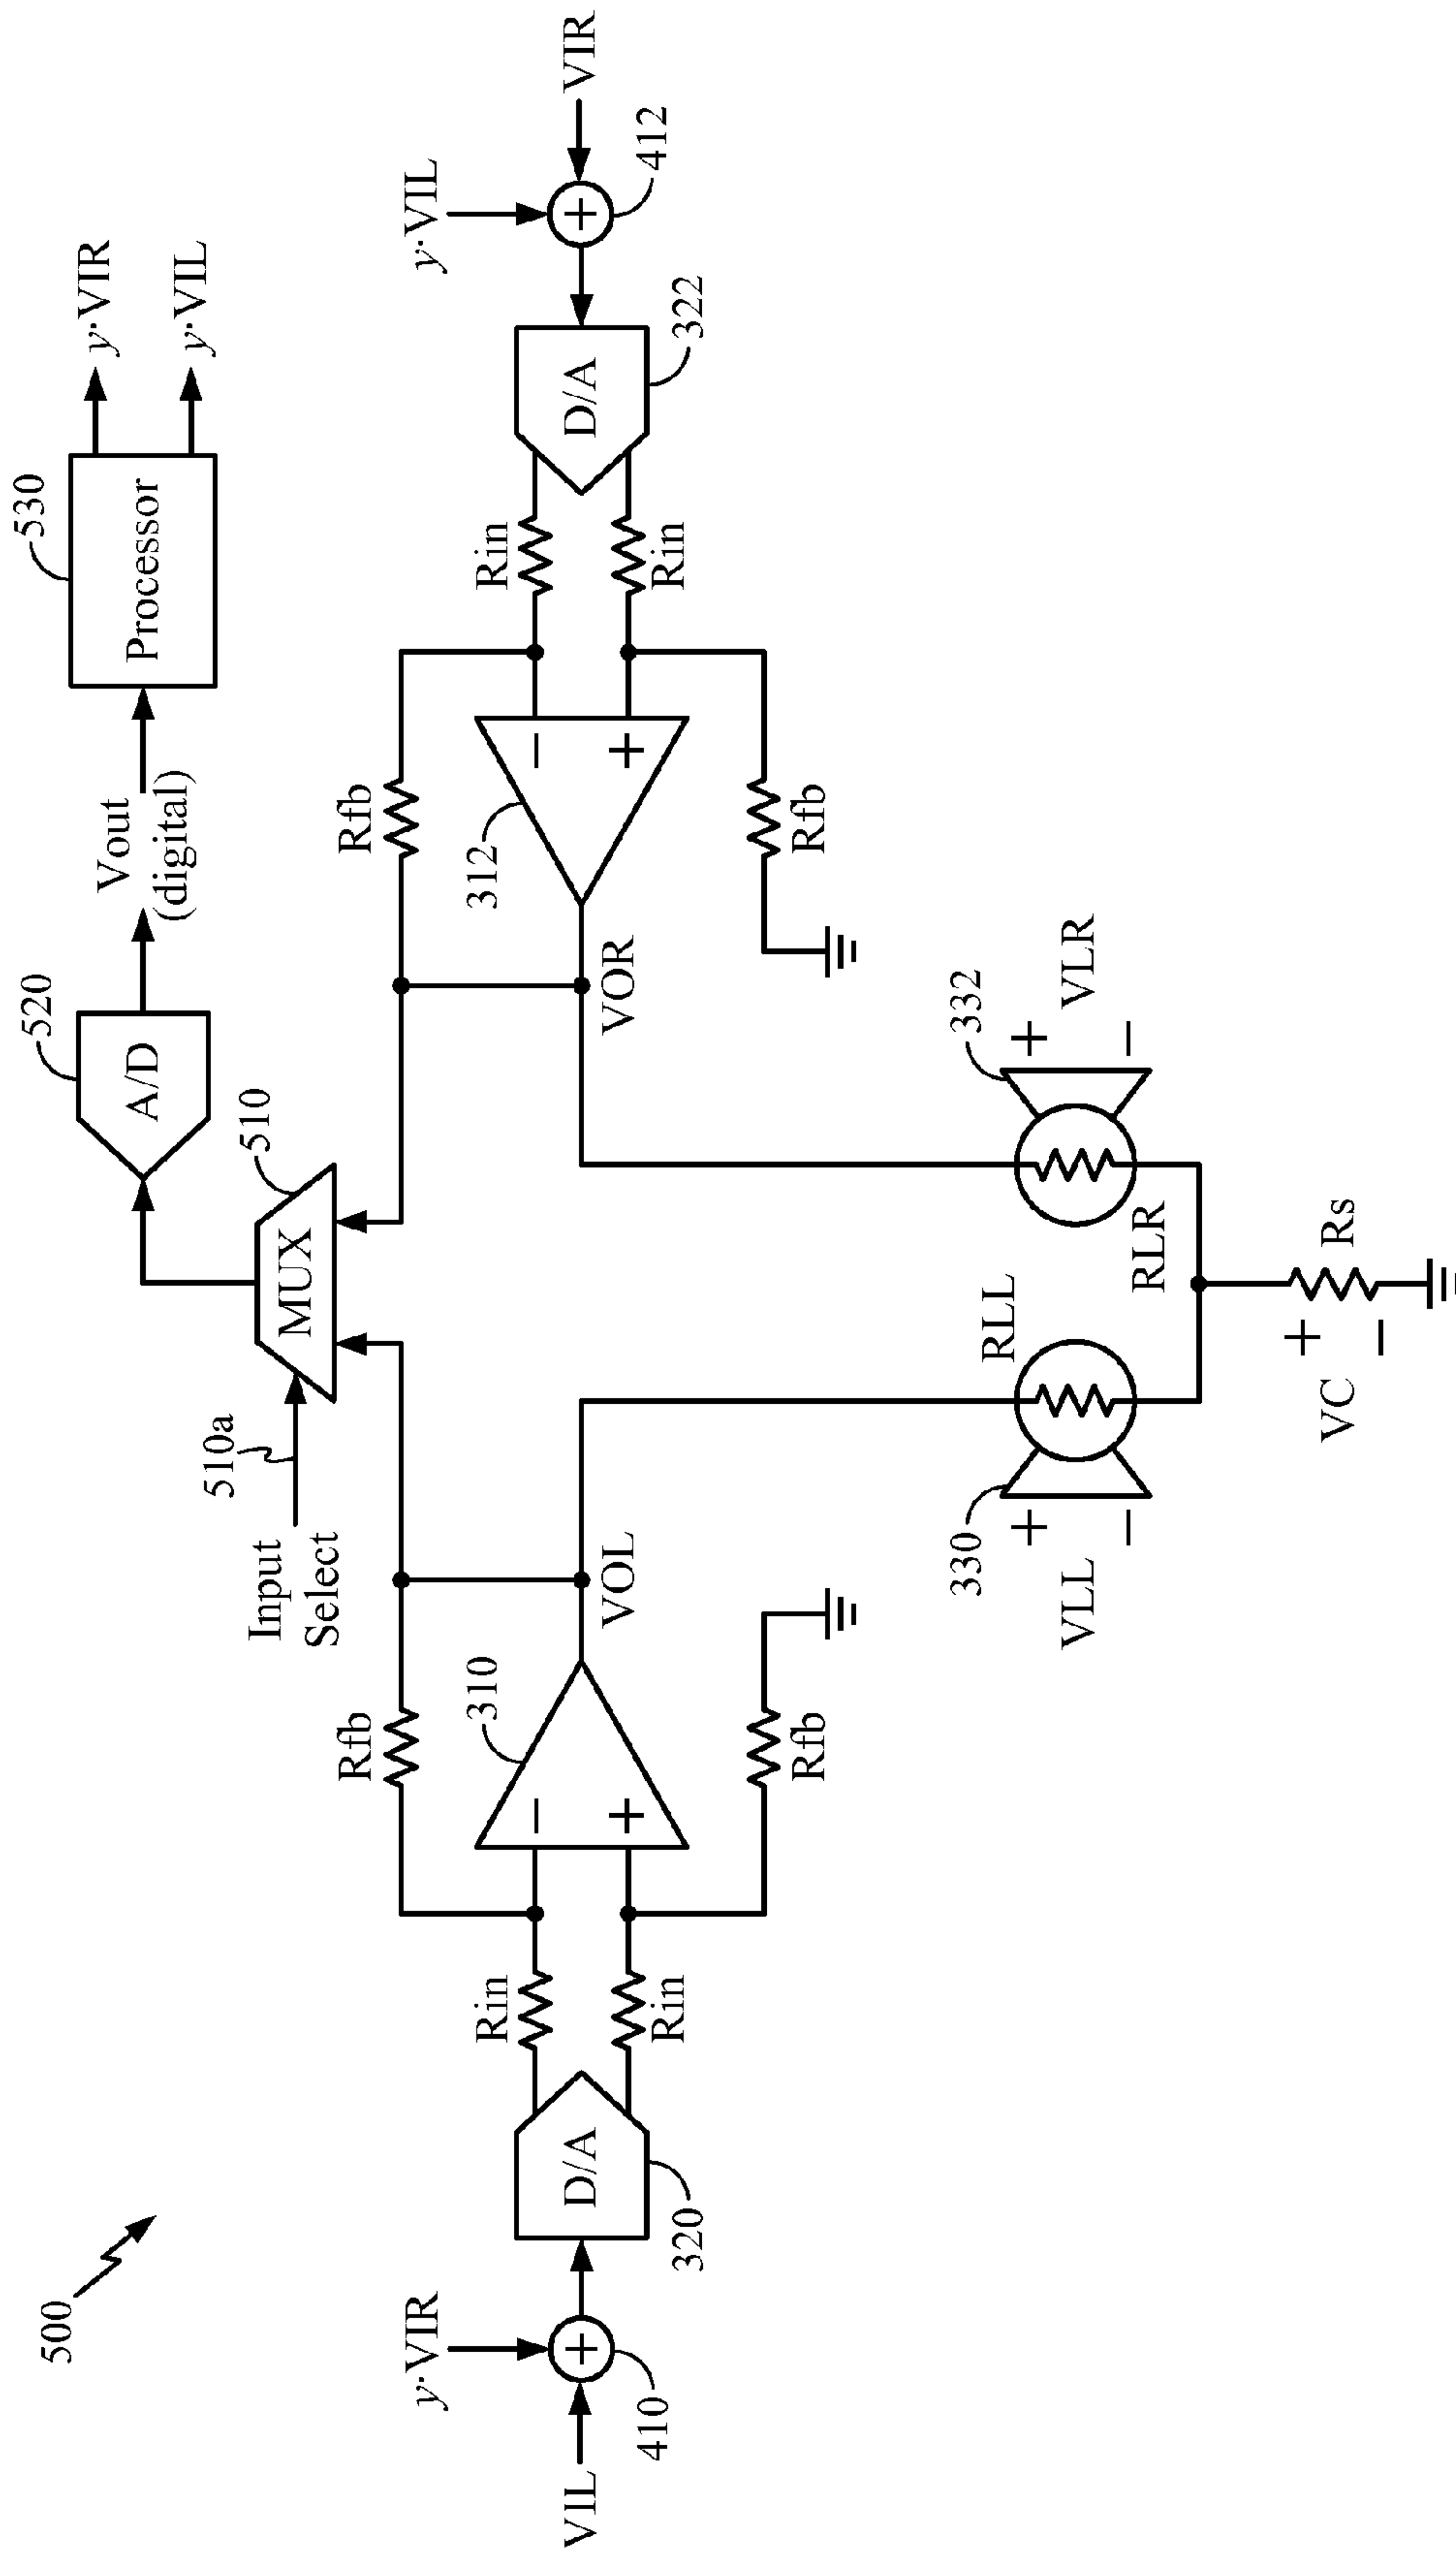 500
530
Processor
y·VIR
y·VIL
Vout
(digital)
520
A/D
510
MUX
510a
Input
Select
VIL
y·VIR
410
D/A
320
Rin
Rin
Rfb
310
−
+
Rfb
VOL
VOR
Rfb
312
−
+
Rfb
Rin
Rin
D/A
322
y·VIL
412
VIR
330
+
VLL
−
RLL
332
+
VLR
−
RLR
+
VC
−
Rs
+
+